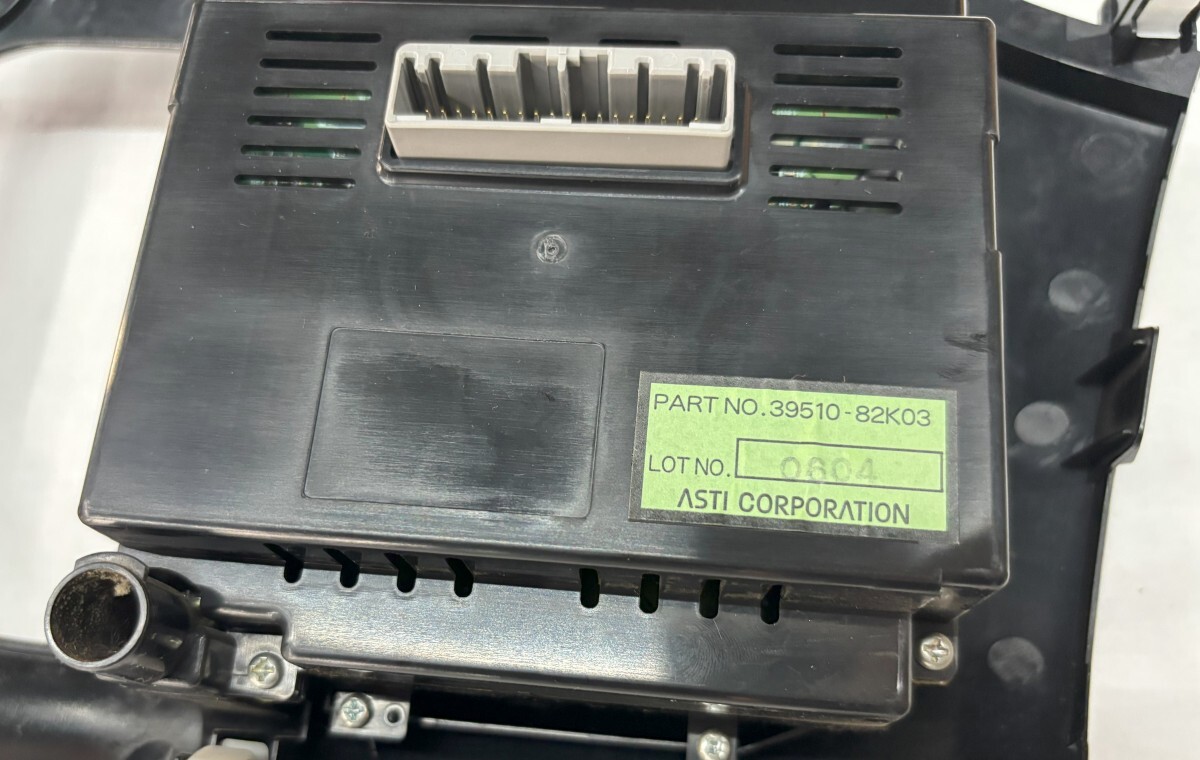 PART NO. 39510-82K03
LOT NO. 0604
ASTI CORPORATION